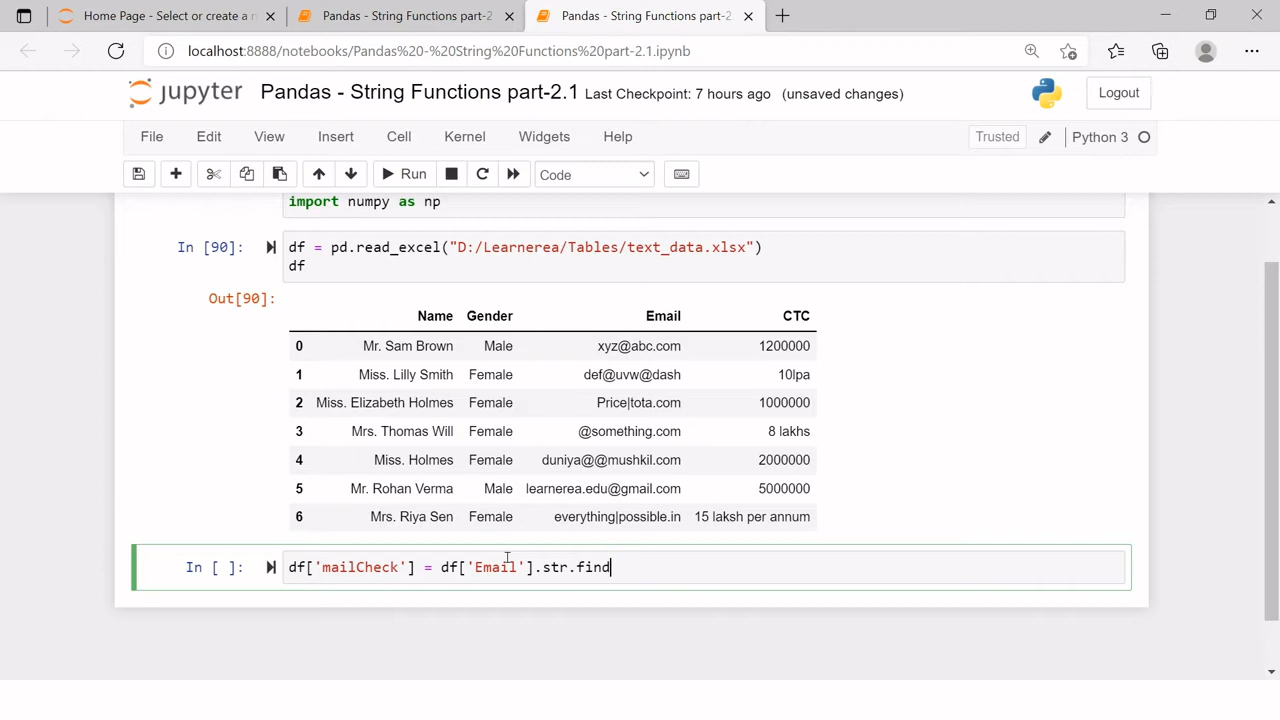 Home Page - Select or create a n
Pandas - String Functions part-2
Pandas - String Functions part-2
localhost:8888/notebooks/Pandas%20-%20String%20Functions%20part-2.1.ipynb
jupyter Pandas - String Functions part-2.1 Last Checkpoint: 7 hours ago (unsaved changes) Logout
File Edit View Insert Cell Kernel Widgets Help Trusted Python 3
Run Code
import numpy as np
In [90]: df = pd.read_excel("D:/Learnerea/Tables/text_data.xlsx")
df
Out[90]:
Name Gender Email CTC
0 Mr. Sam Brown Male xyz@abc.com 1200000
1 Miss. Lilly Smith Female def@uvw@dash 10lpa
2 Miss. Elizabeth Holmes Female Price|tota.com 1000000
3 Mrs. Thomas Will Female @something.com 8 lakhs
4 Miss. Holmes Female duniya@@mushkil.com 2000000
5 Mr. Rohan Verma Male learnerea.edu@gmail.com 5000000
6 Mrs. Riya Sen Female everything|possible.in 15 laksh per annum
In [ ]: df['mailCheck'] = df['Email'].str.find